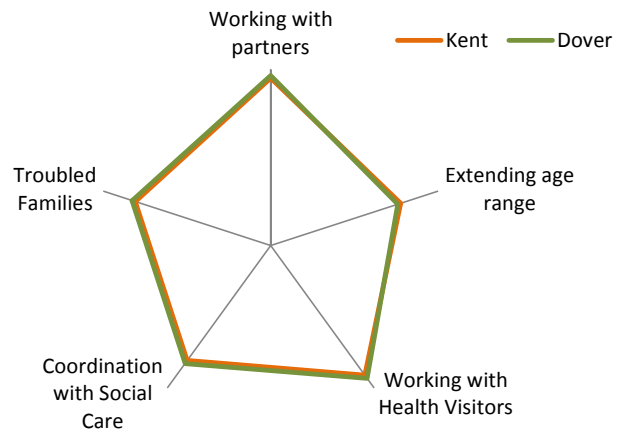 Working with
partners
Kent
Dover
Troubled
Families
Extending age
range
Coordination
with Social
Care
Working with
Health Visitors